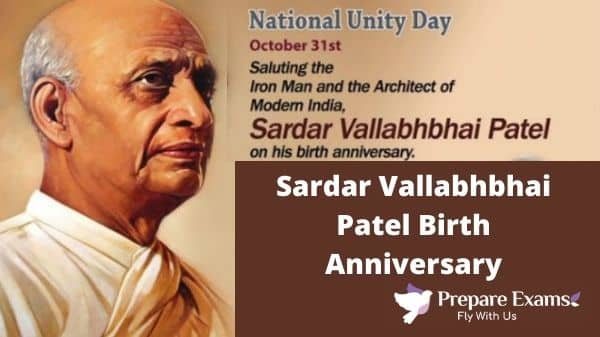 National Unity Day
October 31st
Saluting the
Iron Man and the Architect of
Modern India,
Sardar Vallabhbhai Patel
on his birth anniversary.
Sardar Vallabhbhai
Patel Birth
Anniversary
Prepare Exams
Fly With Us